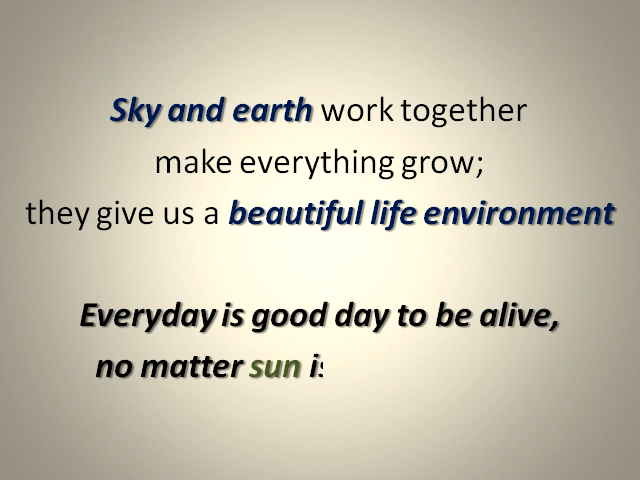 Sky and earth work together
make everything grow;
they give us a beautiful life environment
Everyday is good day to be alive,
no matter sun